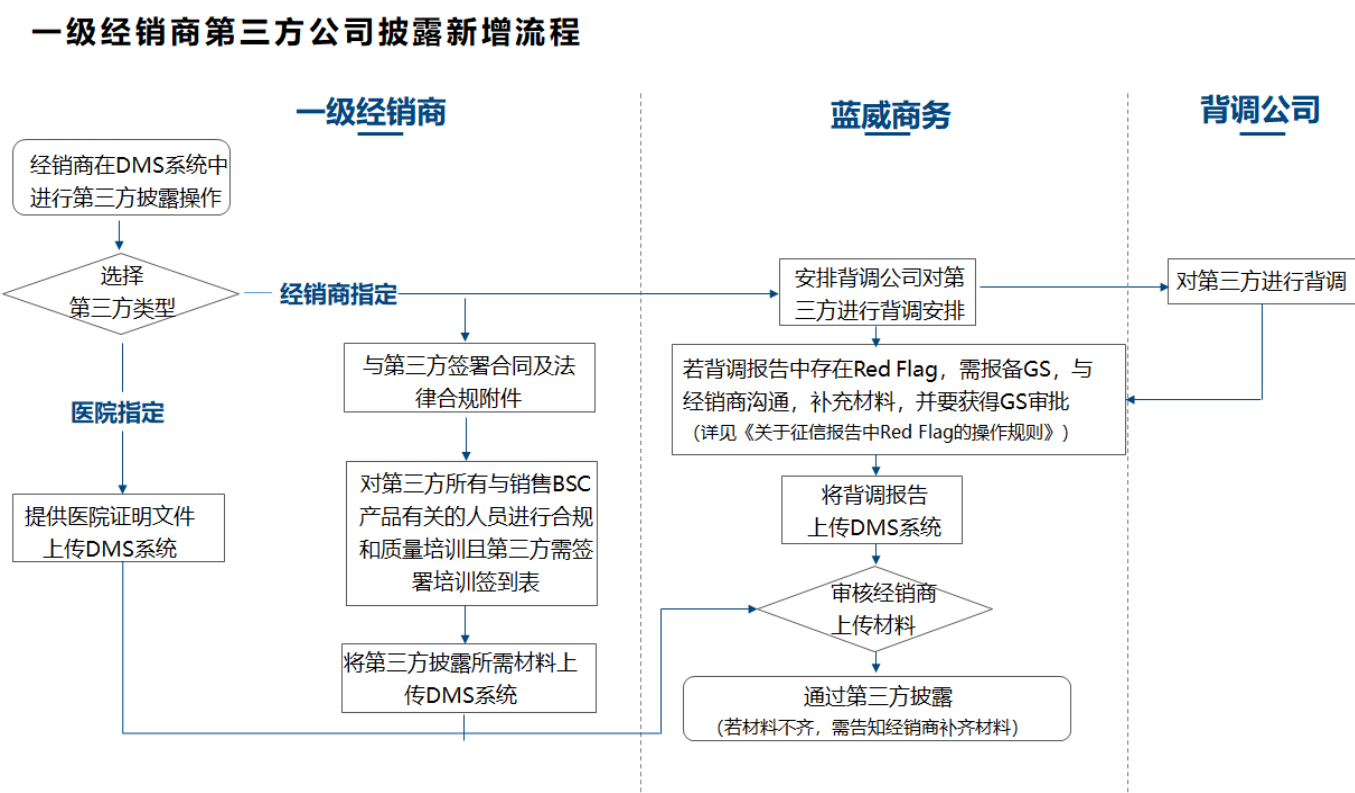 一级经销商第三方公司披露新增流程
一级经销商
蓝威商务
背调公司
经销商在DMS系统中
进行第三方披露操作
选择
第三方类型
经销商指定
医院指定
提供医院证明文件
上传DMS系统
与第三方签署合同及法
律合规附件
对第三方所有与销售BSC
产品有关的人员进行合规
和质量培训且第三方需签
署培训签到表
将第三方披露所需材料上
传DMS系统
安排背调公司对第
三方进行背调安排
对第三方进行背调
若背调报告中存在Red Flag，需报备GS，与
经销商沟通，补充材料，并要获得GS审批
（详见《关于征信报告中Red Flag的操作规则》）
将背调报告
上传DMS系统
审核经销商
上传材料
通过第三方披露
（若材料不齐，需告知经销商补齐材料）